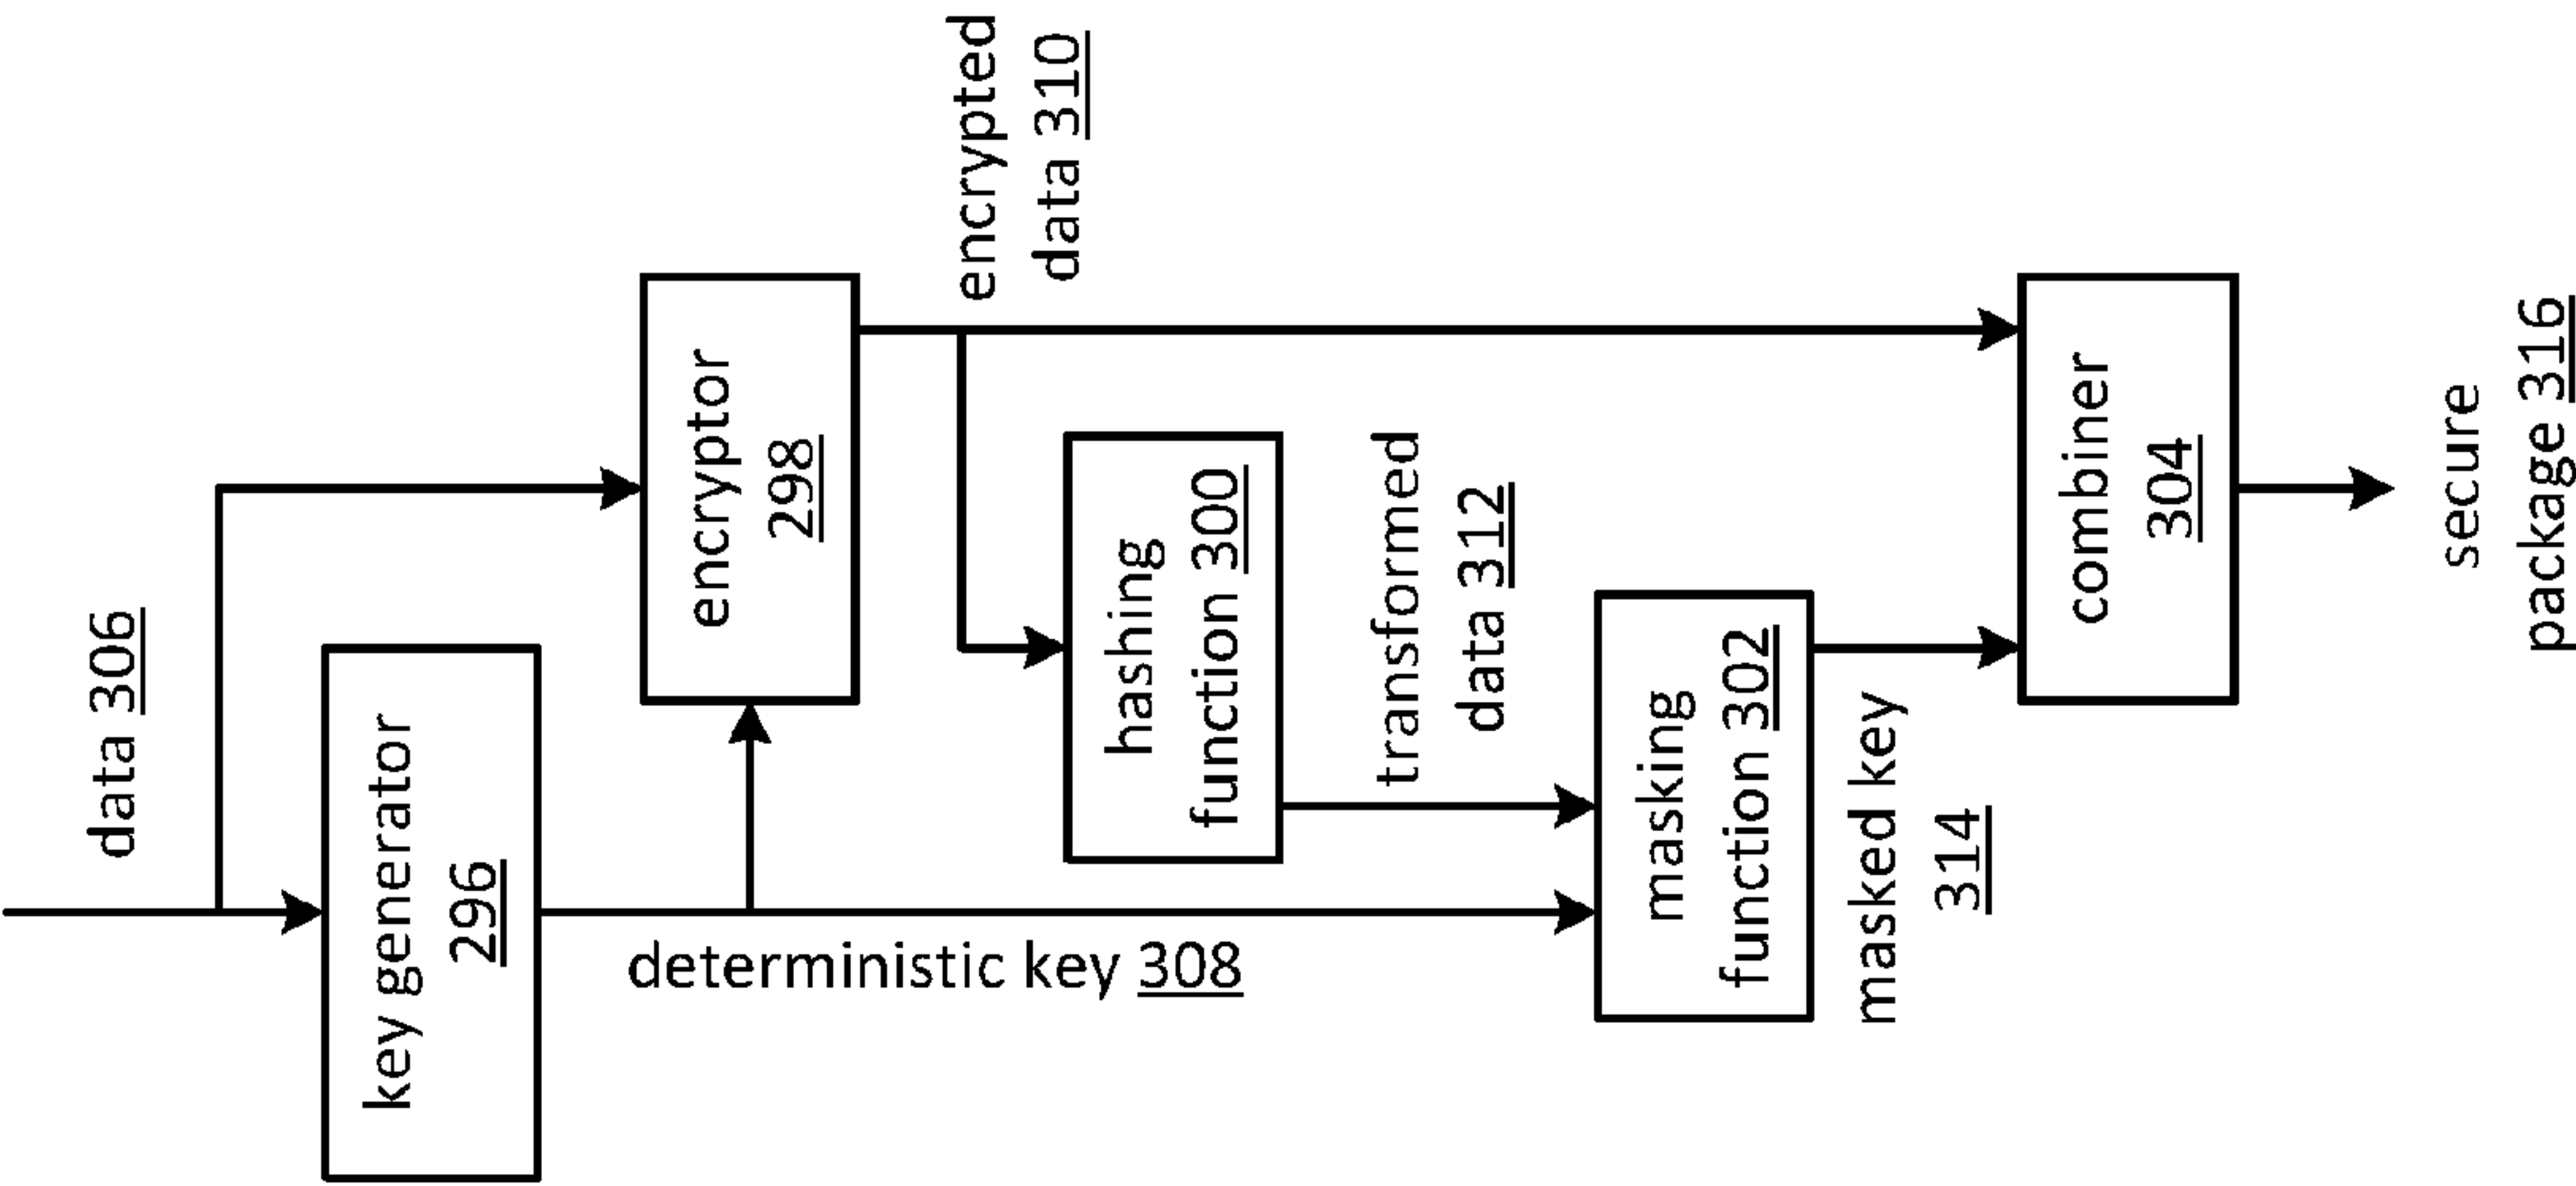 data 306
key generator
296
deterministic key 308
encryptor
298
encrypted
data 310
hashing
function 300
transformed
data 312
masking
function 302
masked key
314
combiner
304
secure
package 316